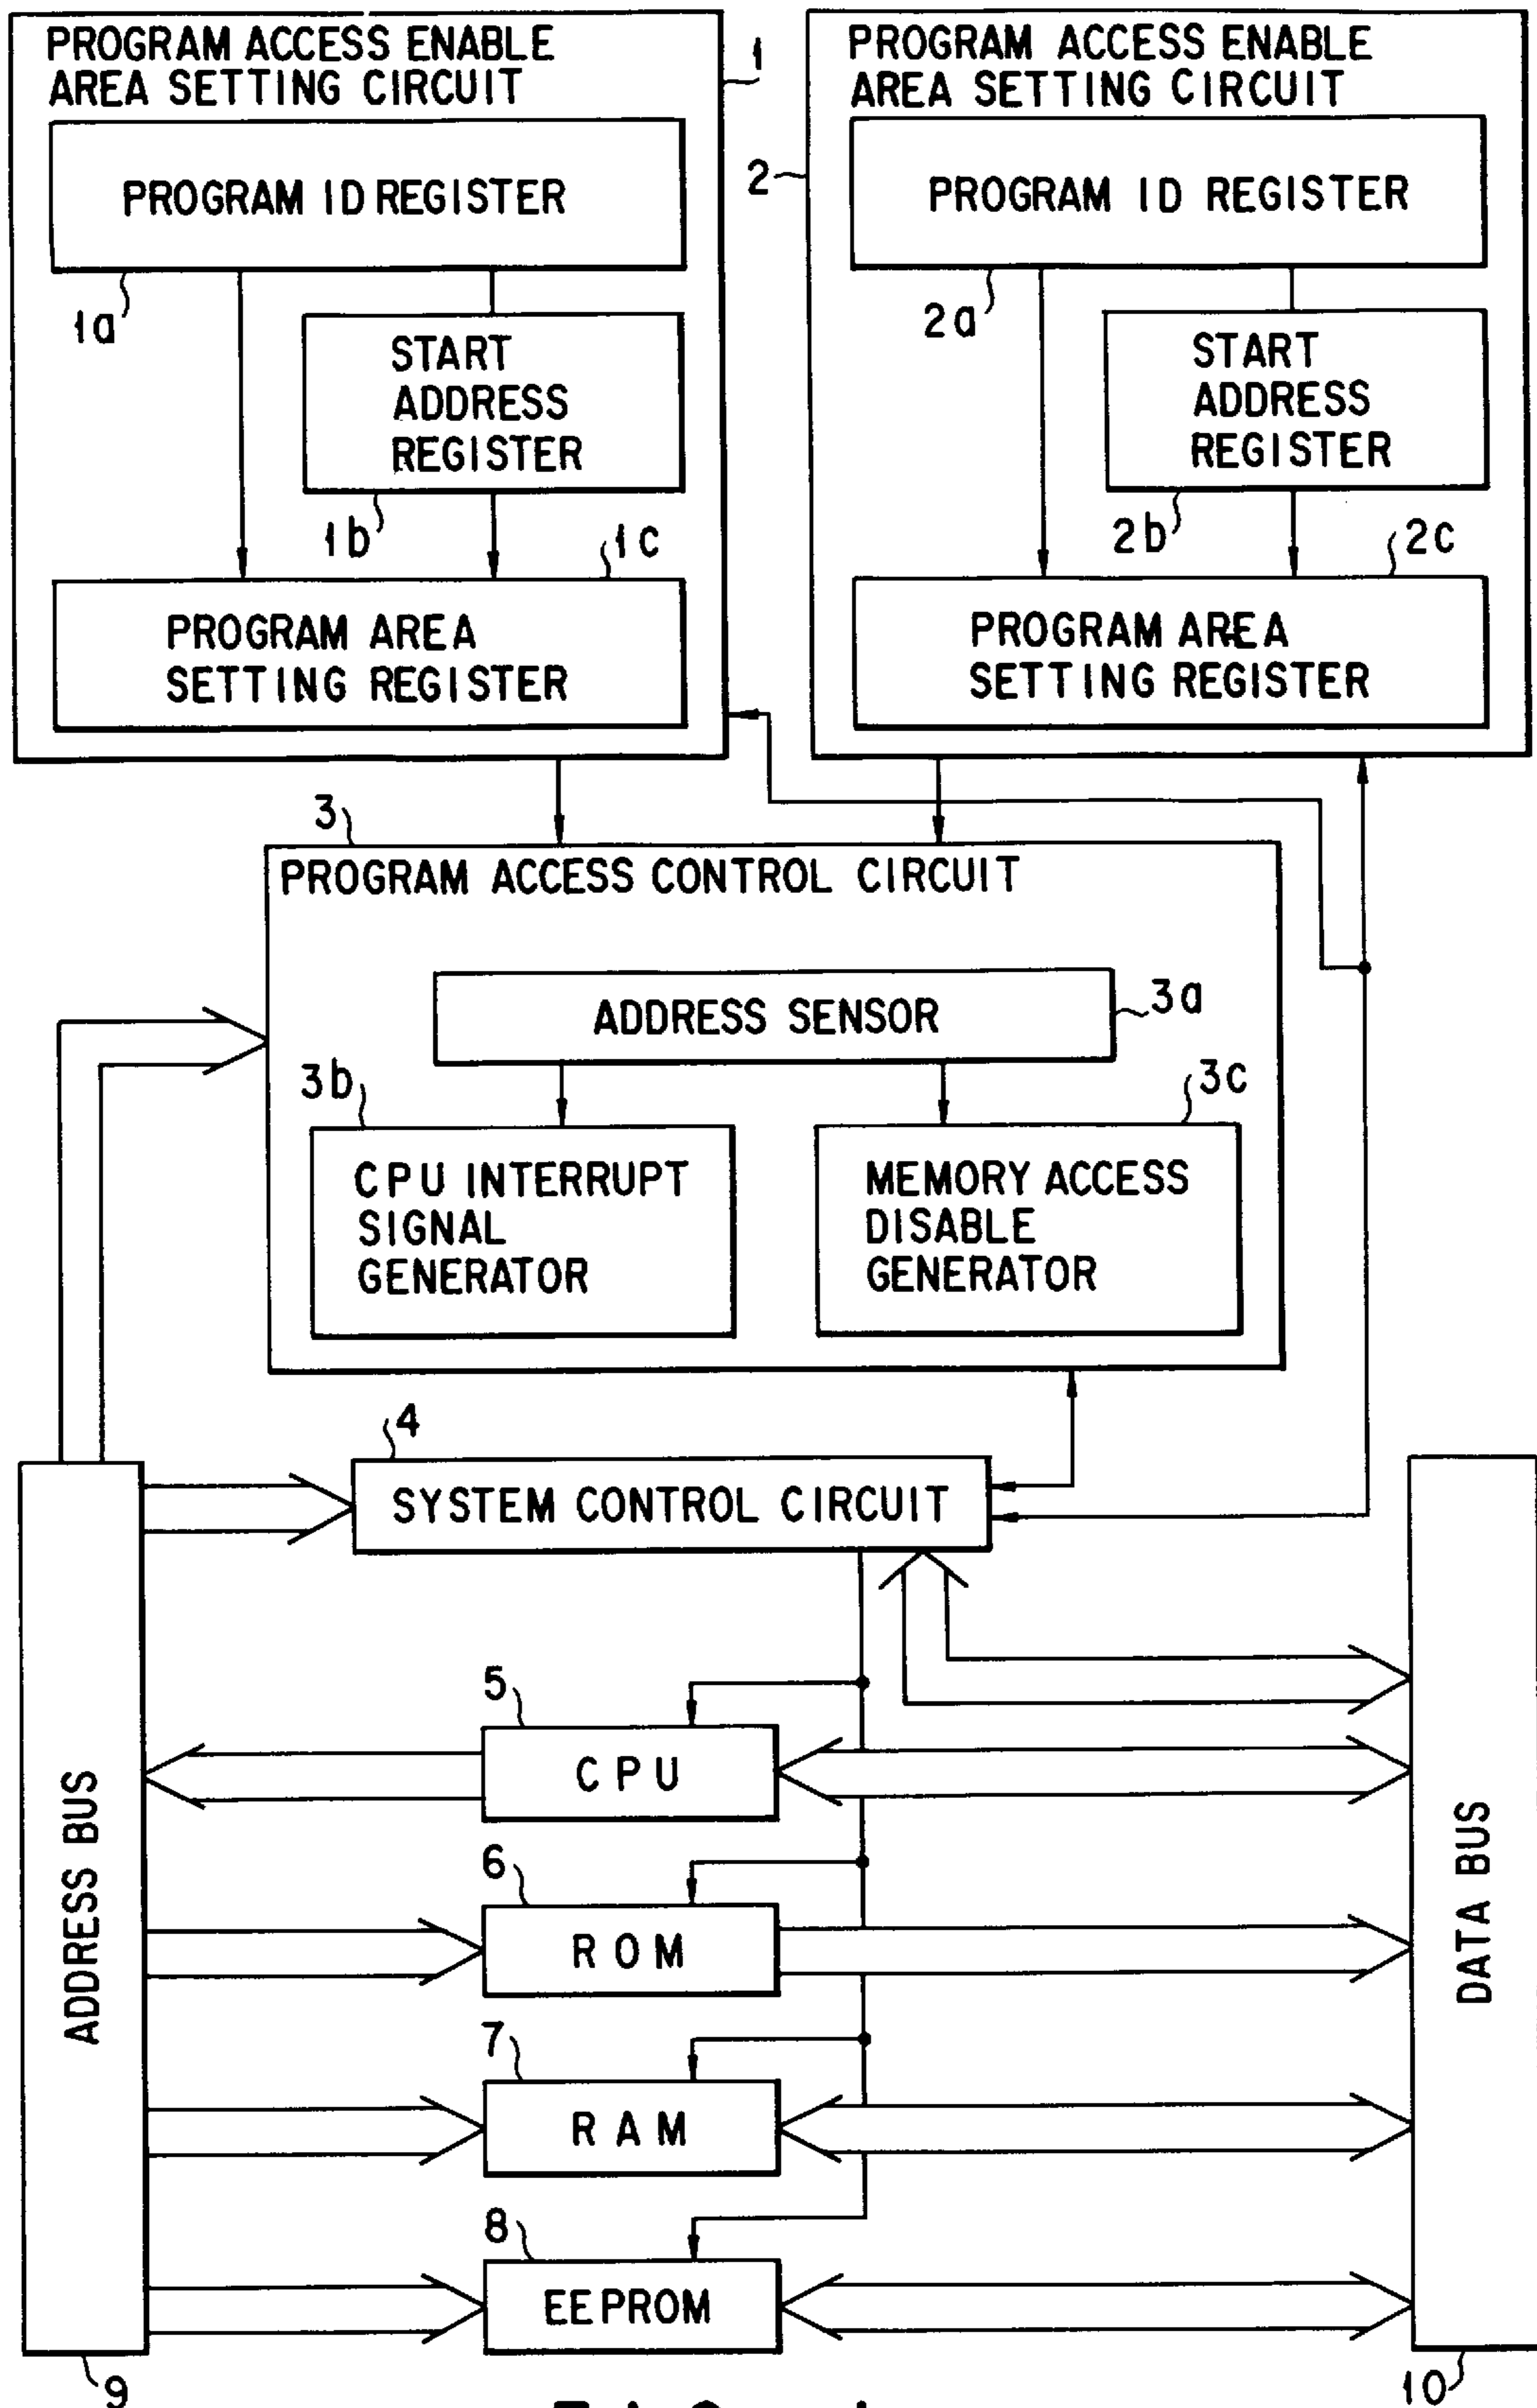 PROGRAM ACCESS ENABLE
AREA SETTING CIRCUIT
1
PROGRAM ID REGISTER
1a
START
ADDRESS
REGISTER
1b
1c
PROGRAM AREA
SETTING REGISTER
PROGRAM ACCESS ENABLE
AREA SETTING CIRCUIT
2
PROGRAM ID REGISTER
2a
START
ADDRESS
REGISTER
2b
2c
PROGRAM AREA
SETTING REGISTER
3
PROGRAM ACCESS CONTROL CIRCUIT
ADDRESS SENSOR
3a
3b
CPU INTERRUPT
SIGNAL
GENERATOR
3c
MEMORY ACCESS
DISABLE
GENERATOR
4
SYSTEM CONTROL CIRCUIT
5
CPU
6
ROM
7
RAM
8
EEPROM
ADDRESS BUS
9
DATA BUS
10